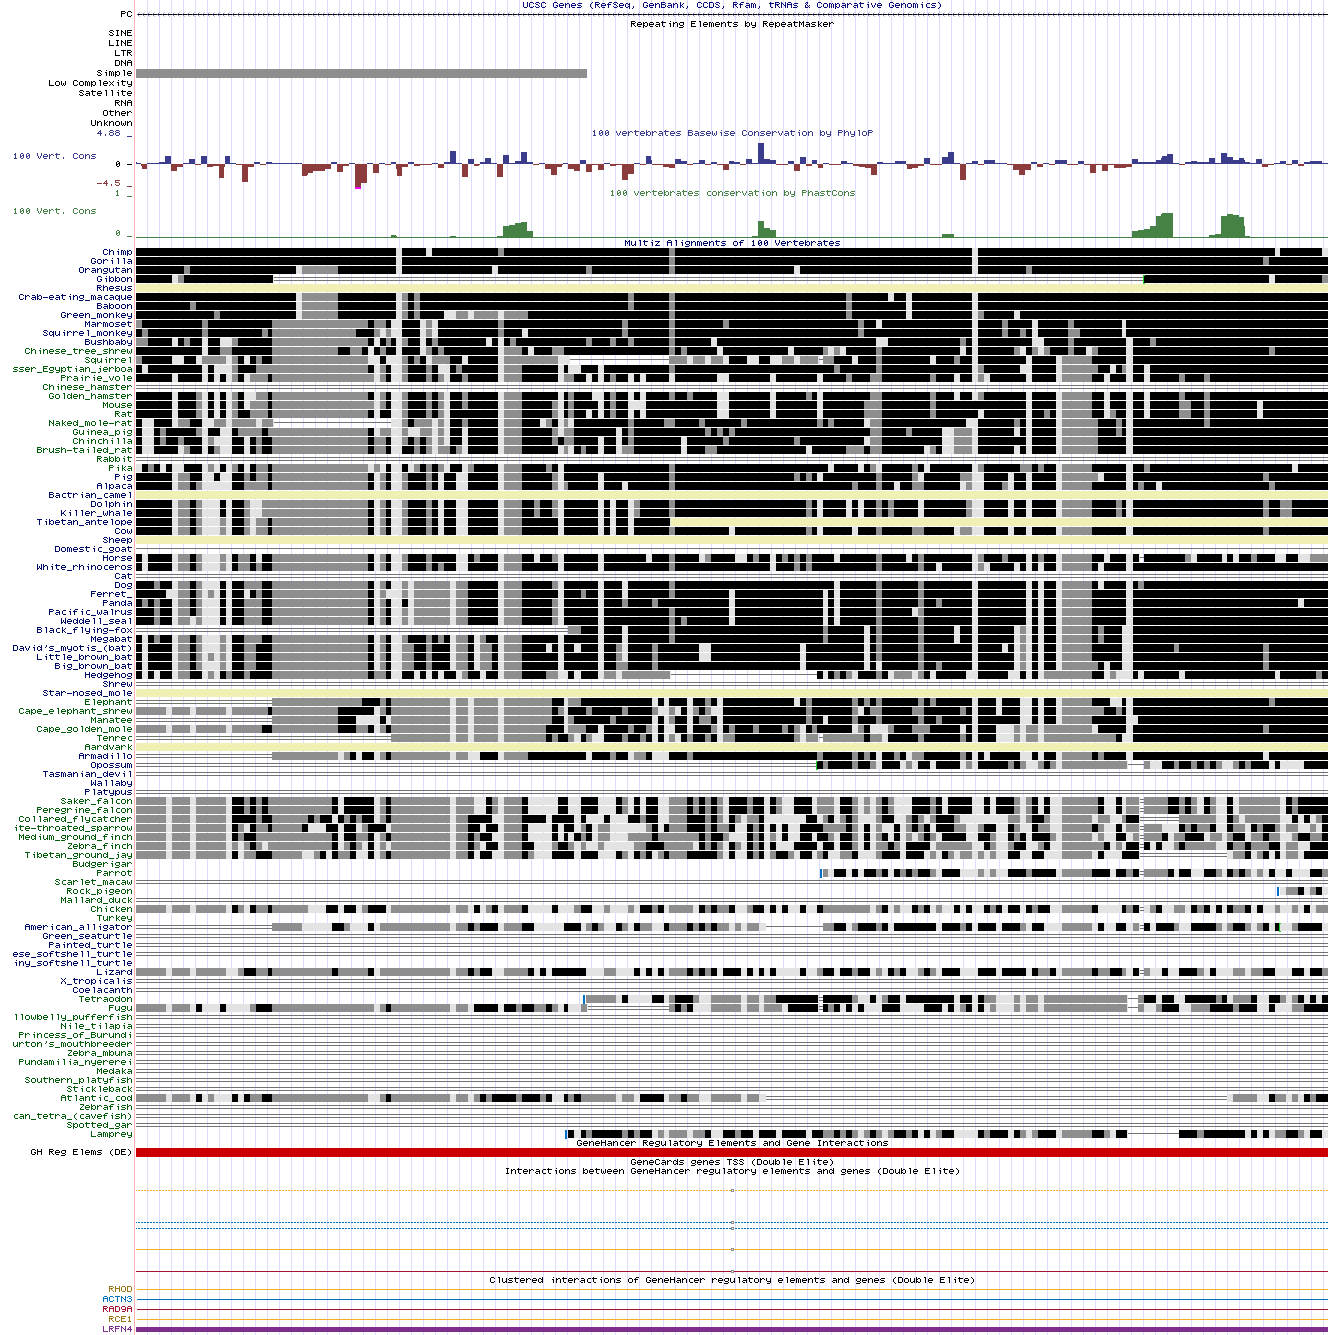 UCSC Genes (RefSeq, GenBank, CCDS, Rfam, tRNAs & Comparative Genomics)
PC
Repeating Elements by RepeatMasker
SINE
LINE
LTR
DNA
Simple
Low Complexity
Satellite
RNA
Other
Unknown
4.88 _
100 vertebrates Basewise Conservation by PhyloP
100 Vert. Cons
0 -
-4.5 _
100 vertebrates conservation by PhastCons
1 _
100 Vert. Cons
0 _
Multiz Alignments of 100 Vertebrates
Chimp
Gorilla
Orangutan
Gibbon
Rhesus
Crab-eating_macaque
Baboon
Green_monkey
Marmoset
Squirrel_monkey
Bushbaby
Chinese_tree_shrew
Squirrel
sser_Egyptian_jerboa
Prairie_vole
Chinese_hamster
Golden_hamster
Mouse
Rat
Naked_mole-rat
Guinea_pig
Chinchilla
Brush-tailed_rat
Rabbit
Pika
Pig
Alpaca
Bactrian_camel
Dolphin
Killer_whale
Tibetan_antelope
Cow
Sheep
Domestic_goat
Horse
White_rhinoceros
Cat
Dog
Ferret_
Panda
Pacific_walrus
Weddell_seal
Black_flying-fox
Megabat
David's_myotis_(bat)
Little_brown_bat
Big_brown_bat
Hedgehog
Shrew
Star-nosed_mole
Elephant
Cape_elephant_shrew
Manatee
Cape_golden_mole
Tenrec
Aardvark
Armadillo
Opossum
Tasmanian_devil
Wallaby
Platypus
Saker_falcon
Peregrine_falcon
Collared_flycatcher
ite-throated_sparrow
Medium_ground_finch
Zebra_finch
Tibetan_ground_jay
Budgerigar
Parrot
Scarlet_macaw
Rock_pigeon
Mallard_duck
Chicken
Turkey
American_alligator
Green_seaturtle
Painted_turtle
ese_softshell_turtle
iny_softshell_turtle
Lizard
X_tropicalis
Coelacanth
Tetraodon
Fugu
llowbelly_pufferfish
Nile_tilapia
Princess_of_Burundi
urton's_mouthbreeder
Zebra_mbuna
Pundamilia_nyererei
Medaka
Southern_platyfish
Stickleback
Atlantic_cod
Zebrafish
can_tetra_(cavefish)
Spotted_gar
Lamprey
GeneHancer Regulatory Elements and Gene Interactions
GH Reg Elems (DE)
GeneCards genes TSS (Double Elite)
Interactions between GeneHancer regulatory elements and genes (Double Elite)
Clustered interactions of GeneHancer regulatory elements and genes (Double Elite)
RHOD
ACTN3
RAD9A
RCE1
LRFN4